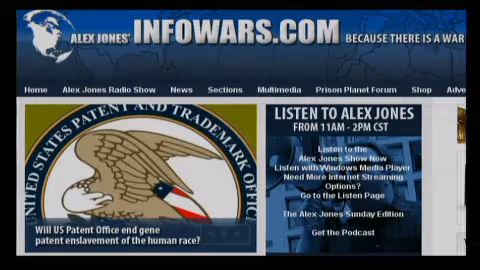 ALEX JONES' INFOWARS.COM BECAUSE THERE IS A WAR
Home Alex Jones Radio Show News Sections Multimedia Prison Planet Forum Shop Adve
UNITED STATES PATENT AND TRADEMARK OFFICE
Will US Patent Office end gene
patent enslavement of the human race?
LISTEN TO ALEX JONES
FROM 11AM - 2PM CST
Listen to the
Alex Jones Show Now
Listen with Windows Media Player
Need More Internet Streaming
Options?
Go to the Listen Page
The Alex Jones Sunday Edition
Get the Podcast